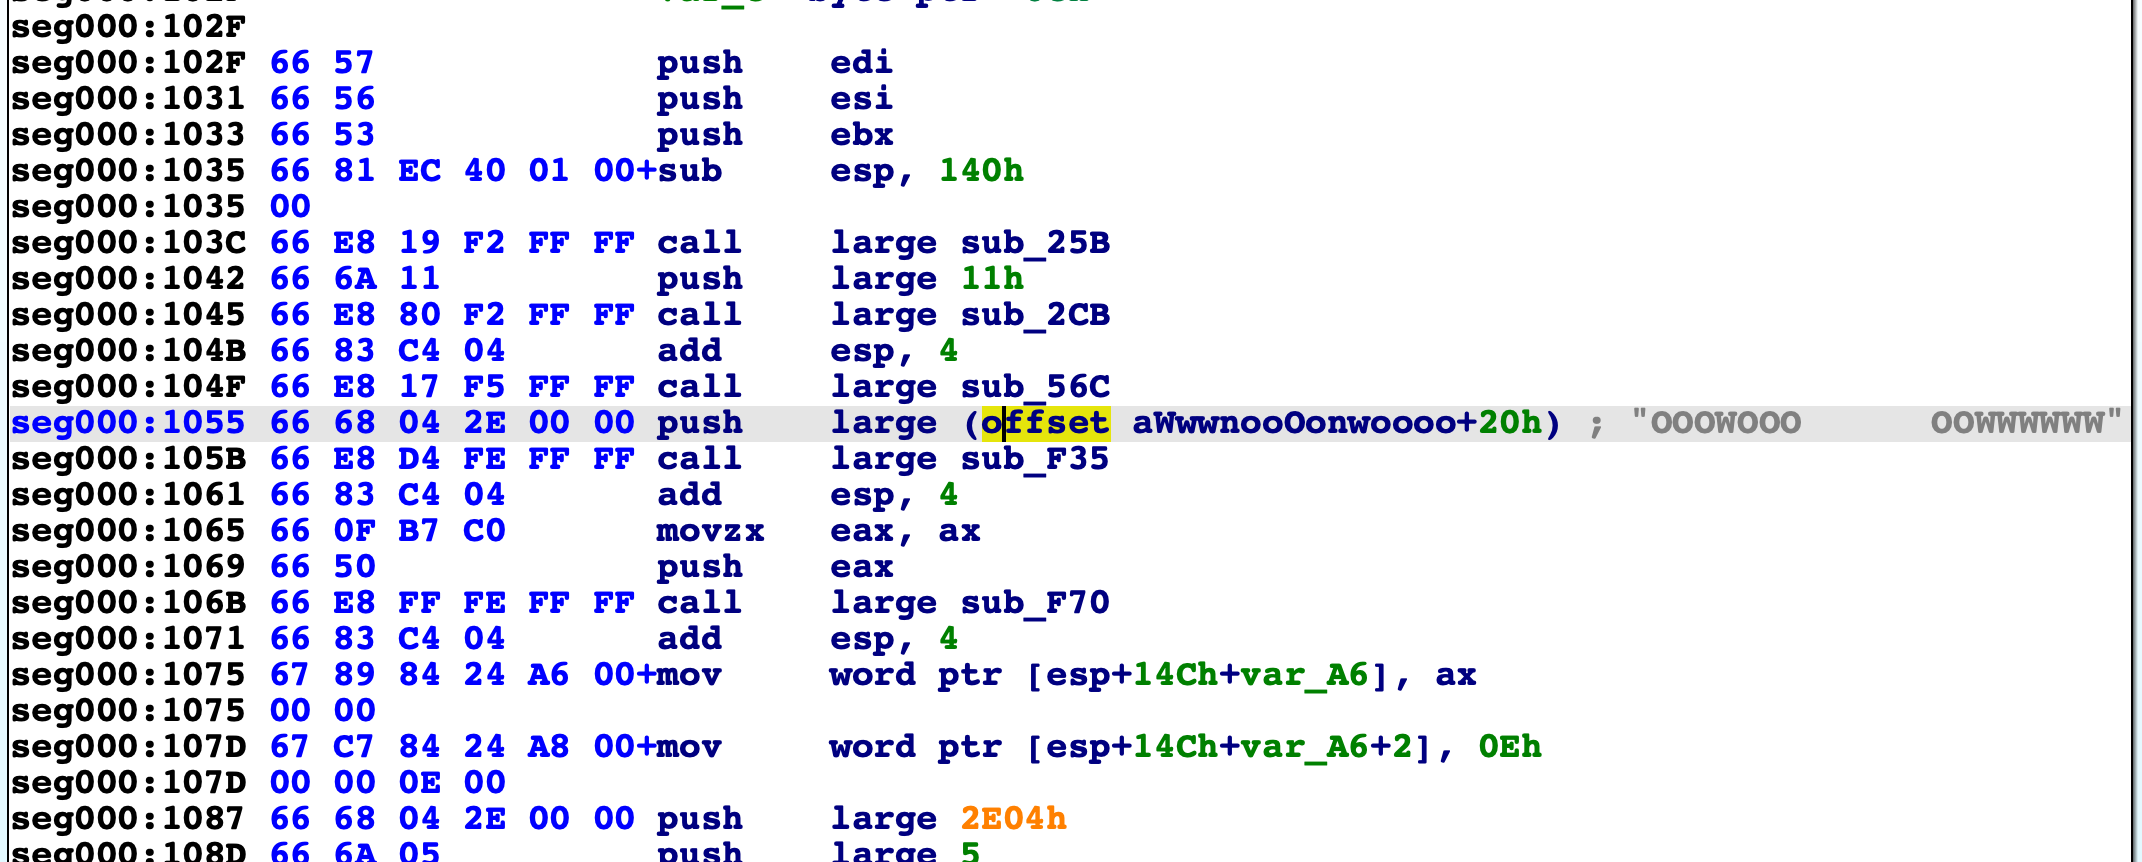 seg000:102F
seg000:102F 66 57 push edi
seg000:1031 66 56 push esi
seg000:1033 66 53 push ebx
seg000:1035 66 81 EC 40 01 00+sub esp, 140h
seg000:1035 00
seg000:103C 66 E8 19 F2 FF FF call large sub_25B
seg000:1042 66 6A 11 push large 11h
seg000:1045 66 E8 80 F2 FF FF call large sub_2CB
seg000:104B 66 83 C4 04 add esp, 4
seg000:104F 66 E8 17 F5 FF FF call large sub_56C
seg000:1055 66 68 04 2E 00 00 push large (offset aWwwnooOonwoooo+20h) ; "OOOWOOO OOWWWWWW"
seg000:105B 66 E8 D4 FE FF FF call large sub_F35
seg000:1061 66 83 C4 04 add esp, 4
seg000:1065 66 0F B7 C0 movzx eax, ax
seg000:1069 66 50 push eax
seg000:106B 66 E8 FF FE FF FF call large sub_F70
seg000:1071 66 83 C4 04 add esp, 4
seg000:1075 67 89 84 24 A6 00+mov word ptr [esp+14Ch+var_A6], ax
seg000:1075 00 00
seg000:107D 67 C7 84 24 A8 00+mov word ptr [esp+14Ch+var_A6+2], 0Eh
seg000:107D 00 00 0E 00
seg000:1087 66 68 04 2E 00 00 push large 2E04h
seg000:108D 66 6A 05 push large 5